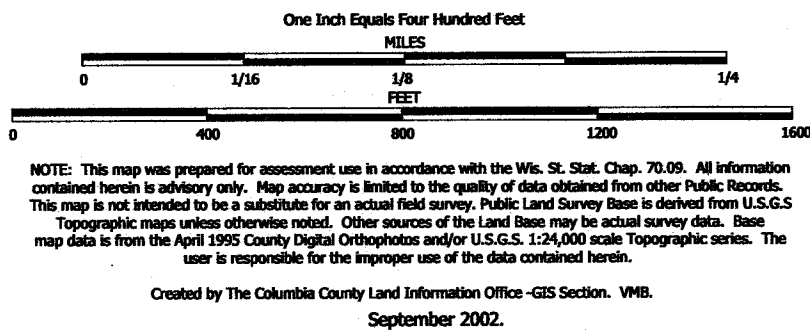 One Inch Equals Four Hundred Feet
MILES
0 1/16 1/8 1/4
FEET
0 400 800 1200 1600
NOTE: This map was prepared for assessment use in accordance with the Wis. St. Stat. Chap. 70.09. All information
contained herein is advisory only. Map accuracy is limited to the quality of data obtained from other Public Records.
This map is not intended to be a substitute for an actual field survey. Public Land Survey Base is derived from U.S.G.S
Topographic maps unless otherwise noted. Other sources of the Land Base may be actual survey data. Base
map data is from the April 1995 County Digital Orthophotos and/or U.S.G.S. 1:24,000 scale Topographic series. The
user is responsible for the improper use of the data contained herein.
Created by The Columbia County Land Information Office -GIS Section. VMB.
September 2002.